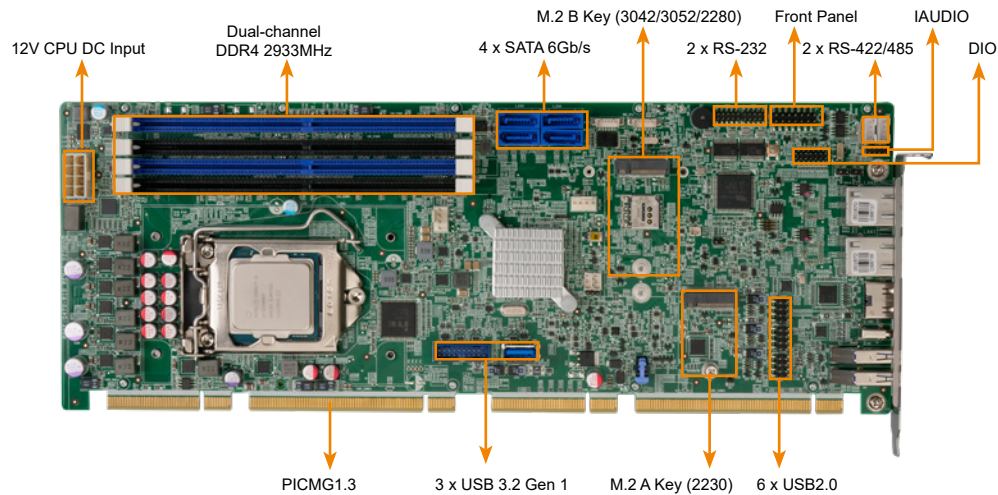 M.2 B Key (3042/3052/2280)
Front Panel
IAUDIO
12V CPU DC Input
Dual-channel
DDR4 2933MHz
4 x SATA 6Gb/s
2 x RS-232
2 x RS-422/485
DIO
PICMG1.3
3 x USB 3.2 Gen 1
M.2 A Key (2230)
6 x USB2.0